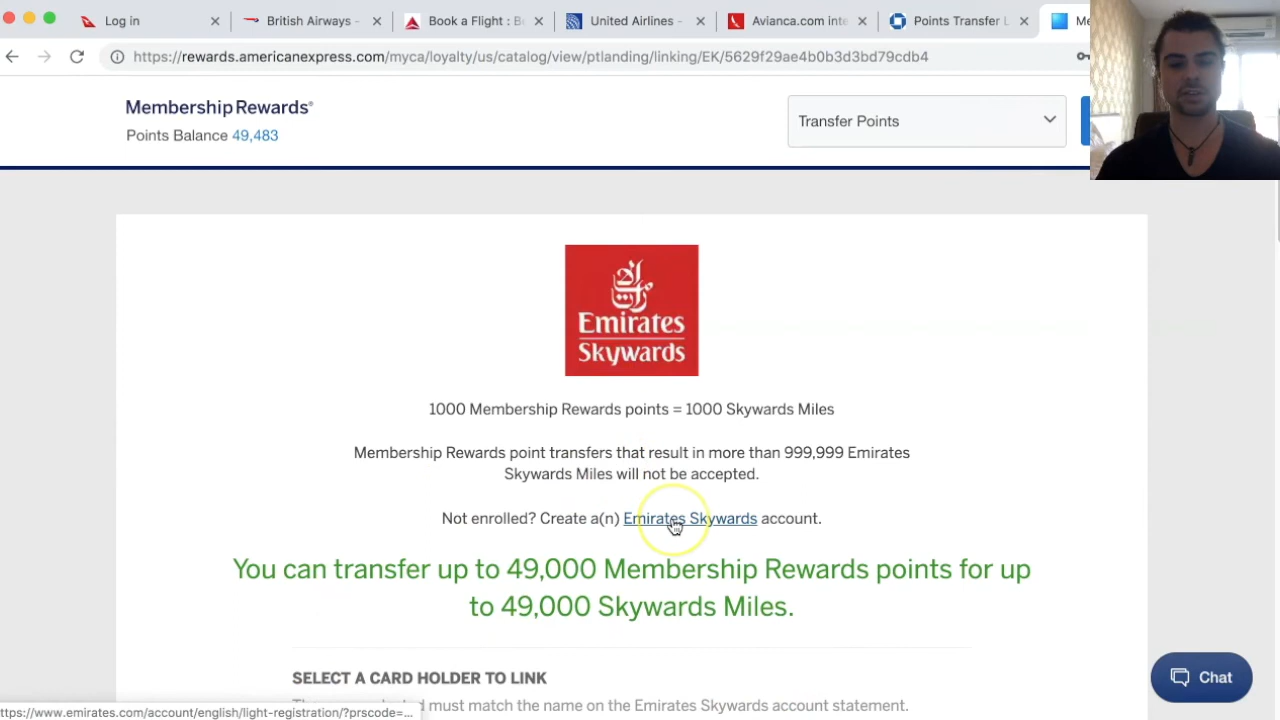 Log in
British Airways -
Book a Flight : Be
United Airlines -
Avianca.com inte
Points Transfer L
Me
https://rewards.americanexpress.com/myca/loyalty/us/catalog/view/ptlanding/linking/EK/5629f29ae4b0b3d3bd79cdb4
Membership Rewards®
Points Balance 49,483
Transfer Points
Emirates
Skywards
1000 Membership Rewards points = 1000 Skywards Miles
Membership Rewards point transfers that result in more than 999,999 Emirates
Skywards Miles will not be accepted.
Not enrolled? Create a(n) Emirates Skywards account.
You can transfer up to 49,000 Membership Rewards points for up
to 49,000 Skywards Miles.
SELECT A CARD HOLDER TO LINK
must match the name on the Emirates Skywards account statement.
Chat
ttps://www.emirates.com/account/english/light-registration/?prscode=...